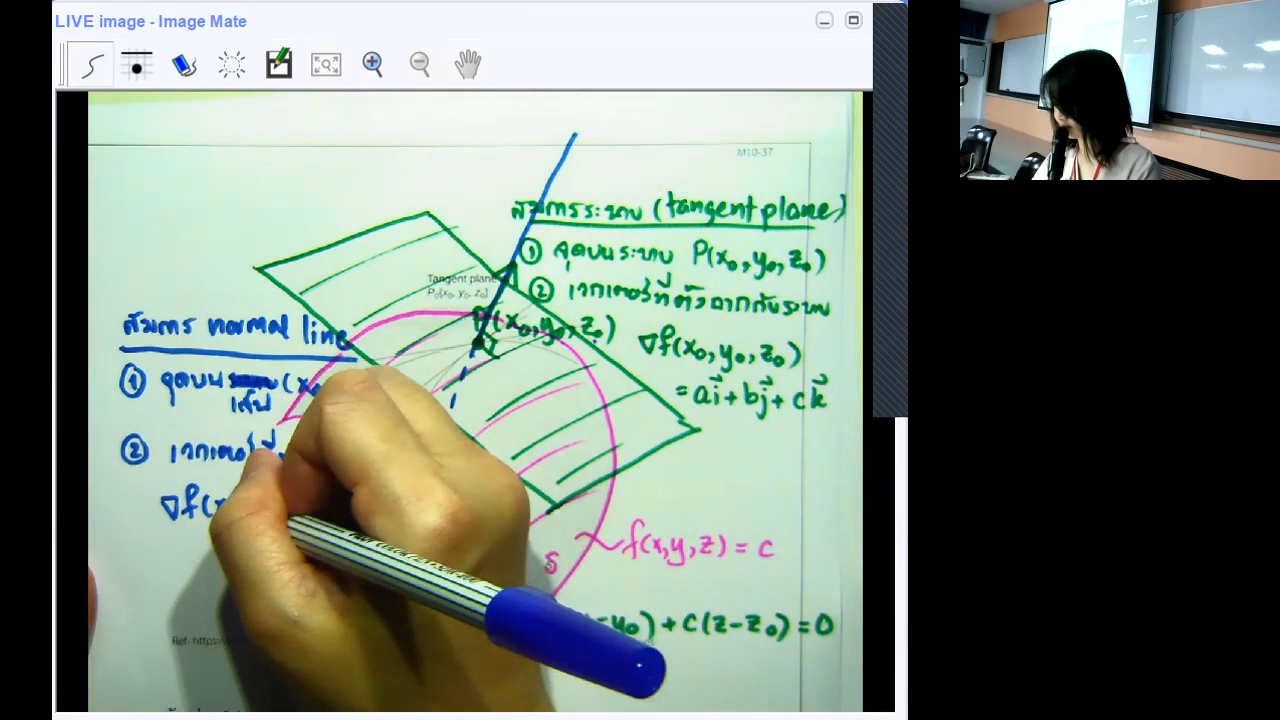 LIVE image - Image Mate
M10-37
สมการระนาบ (tangent plane)
① จุดบนระนาบ P(x₀, y₀, z₀)
② เวกเตอร์ที่ตั้งฉากกับระนาบ
∇f(x₀, y₀, z₀)
= ai⃗ + bj⃗ + ck⃗
Tangent plane
P₀(x₀, y₀, z₀)
P(x₀, y₀, z₀)
สมการ normal line
① จุดบน
เส้น
② เวกเตอร์
∇f(
f(x, y, z) = c
S
y₀) + c(z-z₀) = 0
Ref: https: